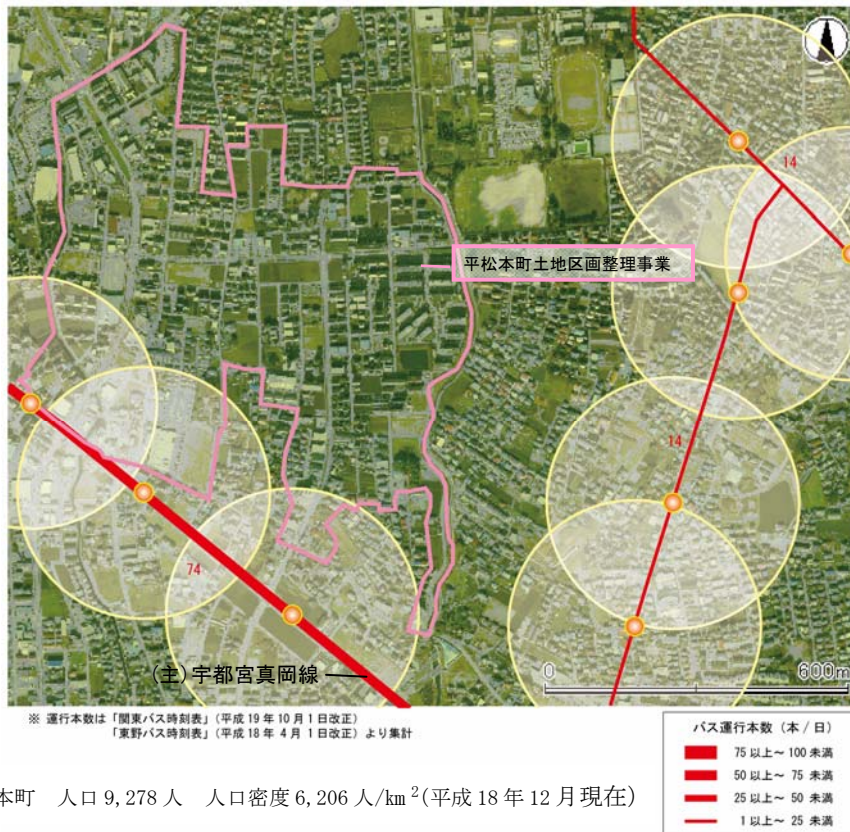 14
平松本町土地区画整理事業
14
74
(主)宇都宮真岡線
0 600m
※ 運行本数は「関東バス時刻表」(平成19年10月1日改正)
「東野バス時刻表」(平成18年 4月 1日改正)より集計
バス運行本数(本/日)
75以上～100未満
50以上～ 75未満
25以上～ 50未満
1以上～ 25未満
本町 人口9,278人 人口密度6,206人/km²(平成18年12月現在)